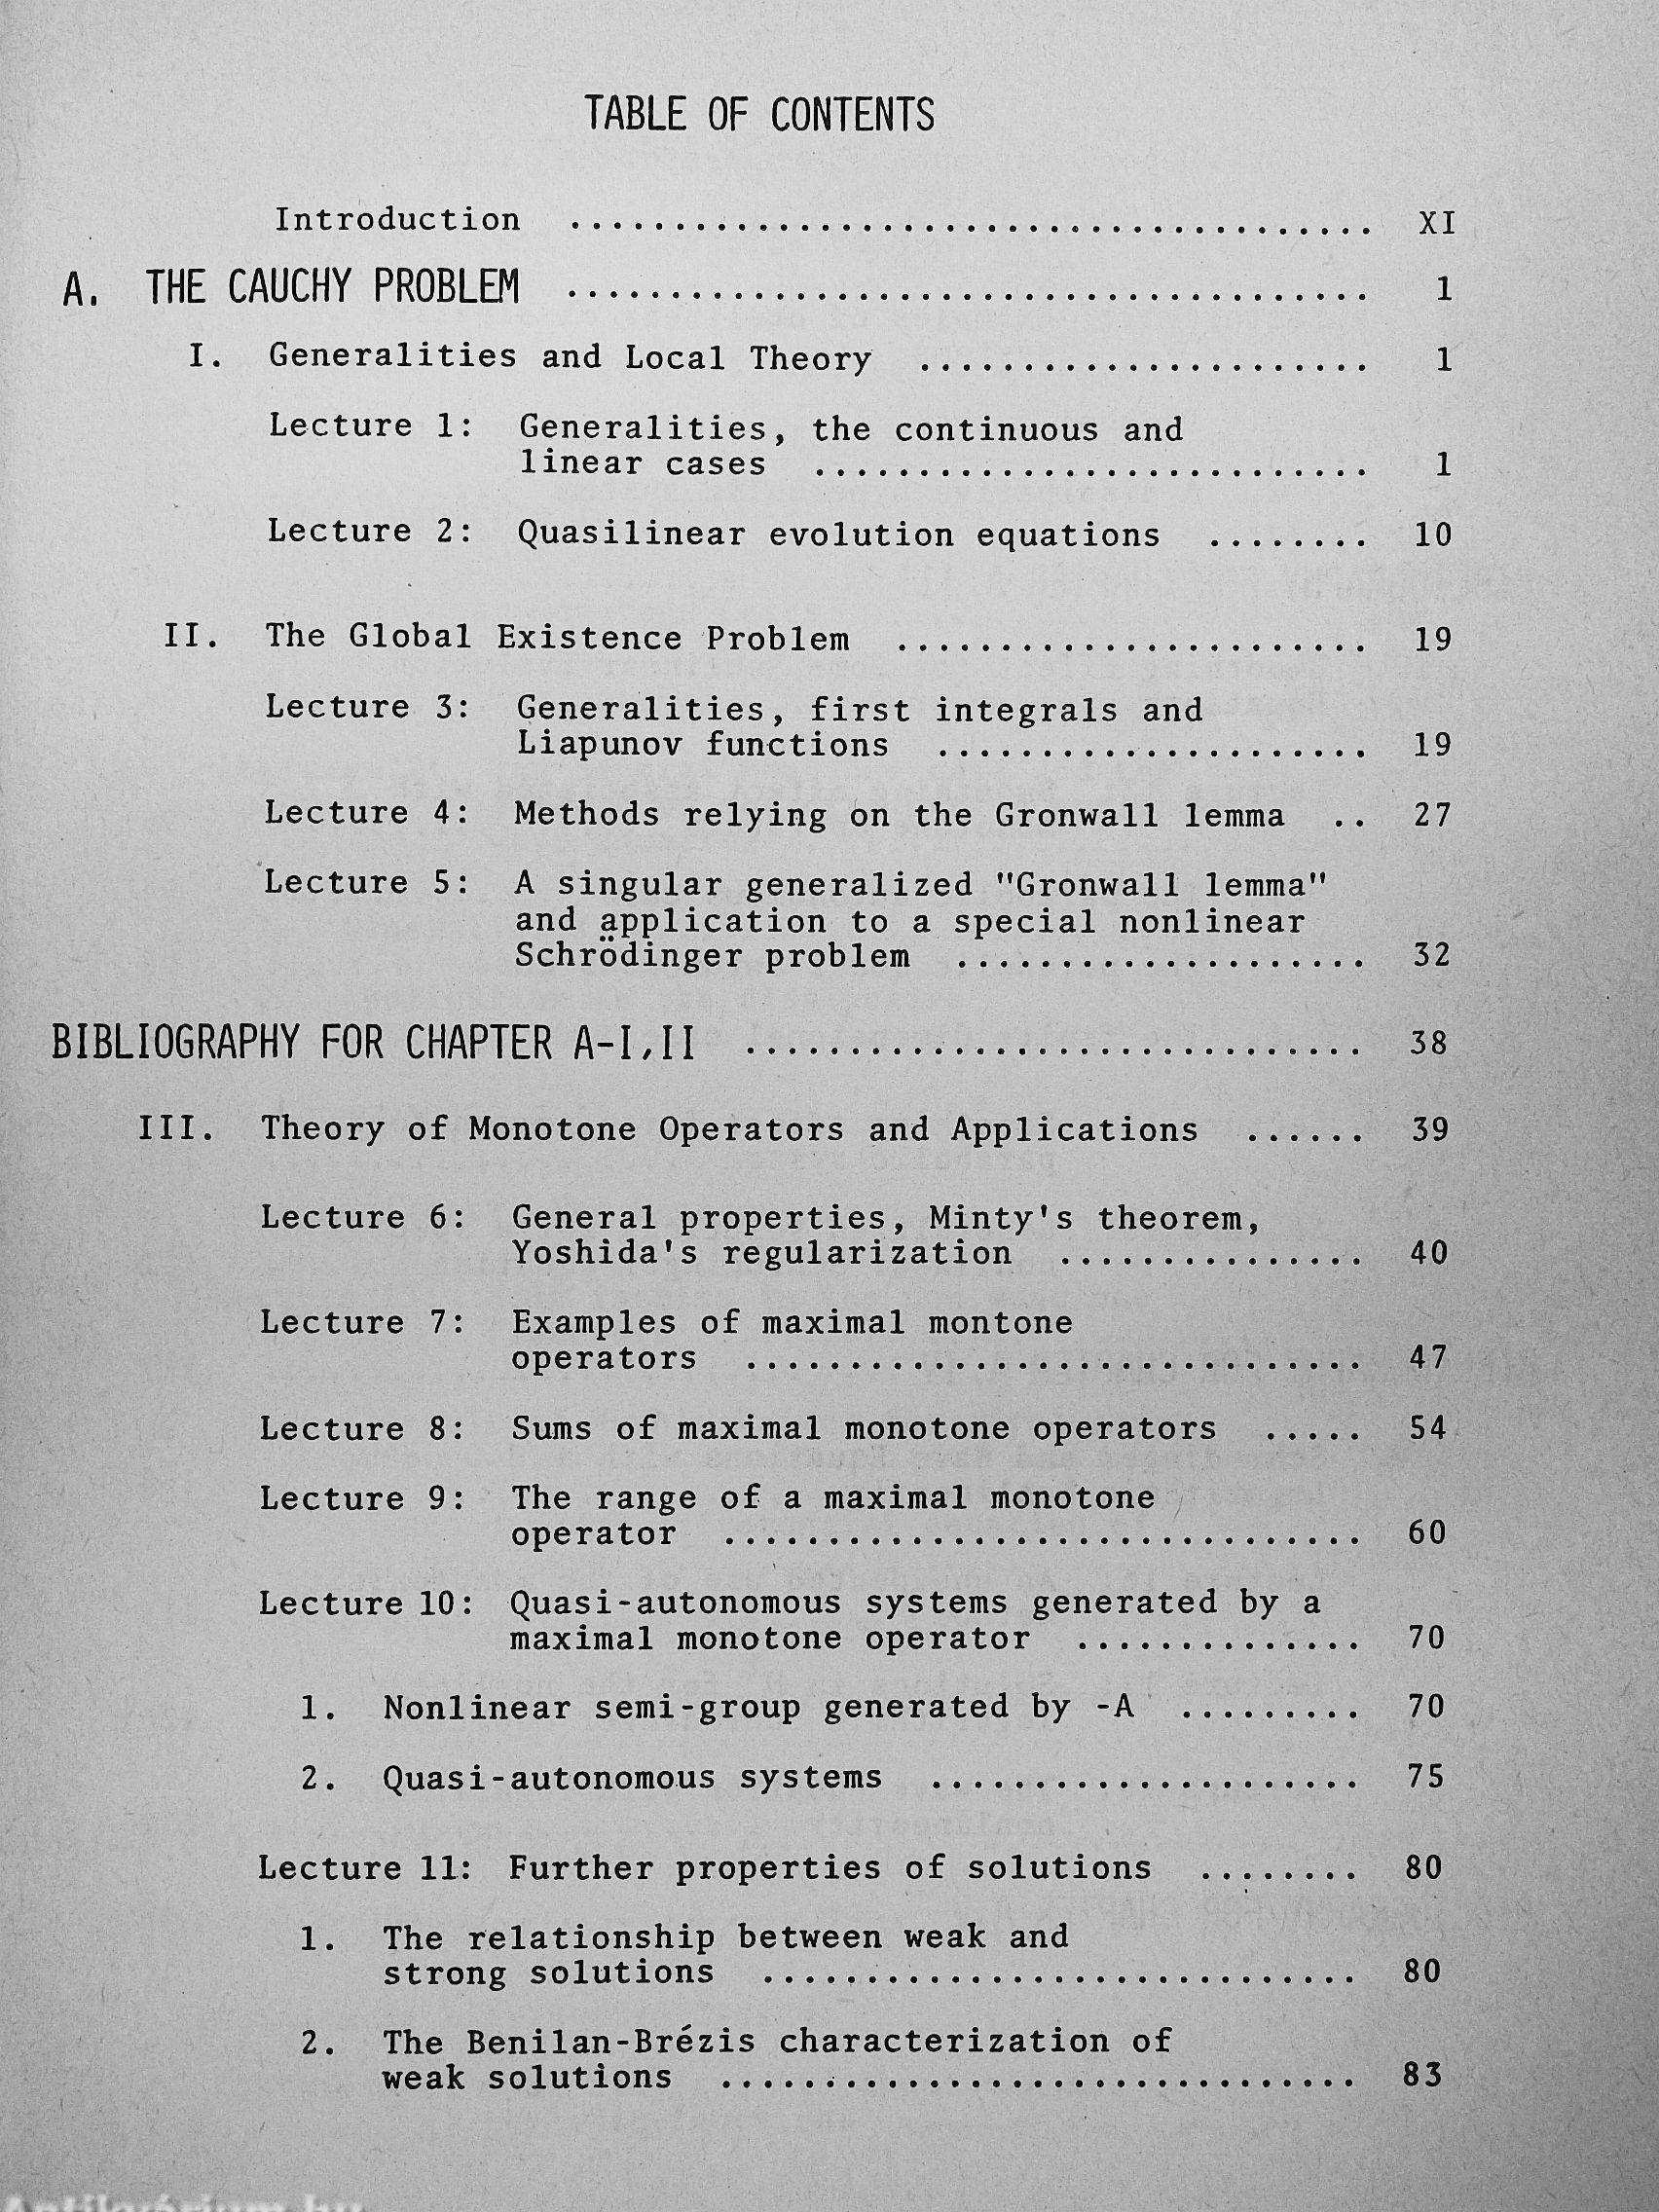 TABLE OF CONTENTS
Introduction ....................................... XI
A. THE CAUCHY PROBLEM ....................................... 1
I. Generalities and Local Theory ...................... 1
Lecture 1: Generalities, the continuous and
linear cases ........................... 1
Lecture 2: Quasilinear evolution equations ........ 10
II. The Global Existence Problem ....................... 19
Lecture 3: Generalities, first integrals and
Liapunov functions ..................... 19
Lecture 4: Methods relying on the Gronwall lemma .. 27
Lecture 5: A singular generalized "Gronwall lemma"
and application to a special nonlinear
Schrödinger problem .................... 32
BIBLIOGRAPHY FOR CHAPTER A-I,II .............................. 38
III. Theory of Monotone Operators and Applications ...... 39
Lecture 6: General properties, Minty's theorem,
Yoshida's regularization ............... 40
Lecture 7: Examples of maximal montone
operators .............................. 47
Lecture 8: Sums of maximal monotone operators ..... 54
Lecture 9: The range of a maximal monotone
operator ............................... 60
Lecture 10: Quasi-autonomous systems generated by a
maximal monotone operator .............. 70
1. Nonlinear semi-group generated by -A ......... 70
2. Quasi-autonomous systems ..................... 75
Lecture 11: Further properties of solutions ........ 80
1. The relationship between weak and
strong solutions ............................. 80
2. The Benilan-Brézis characterization of
weak solutions ............................... 83